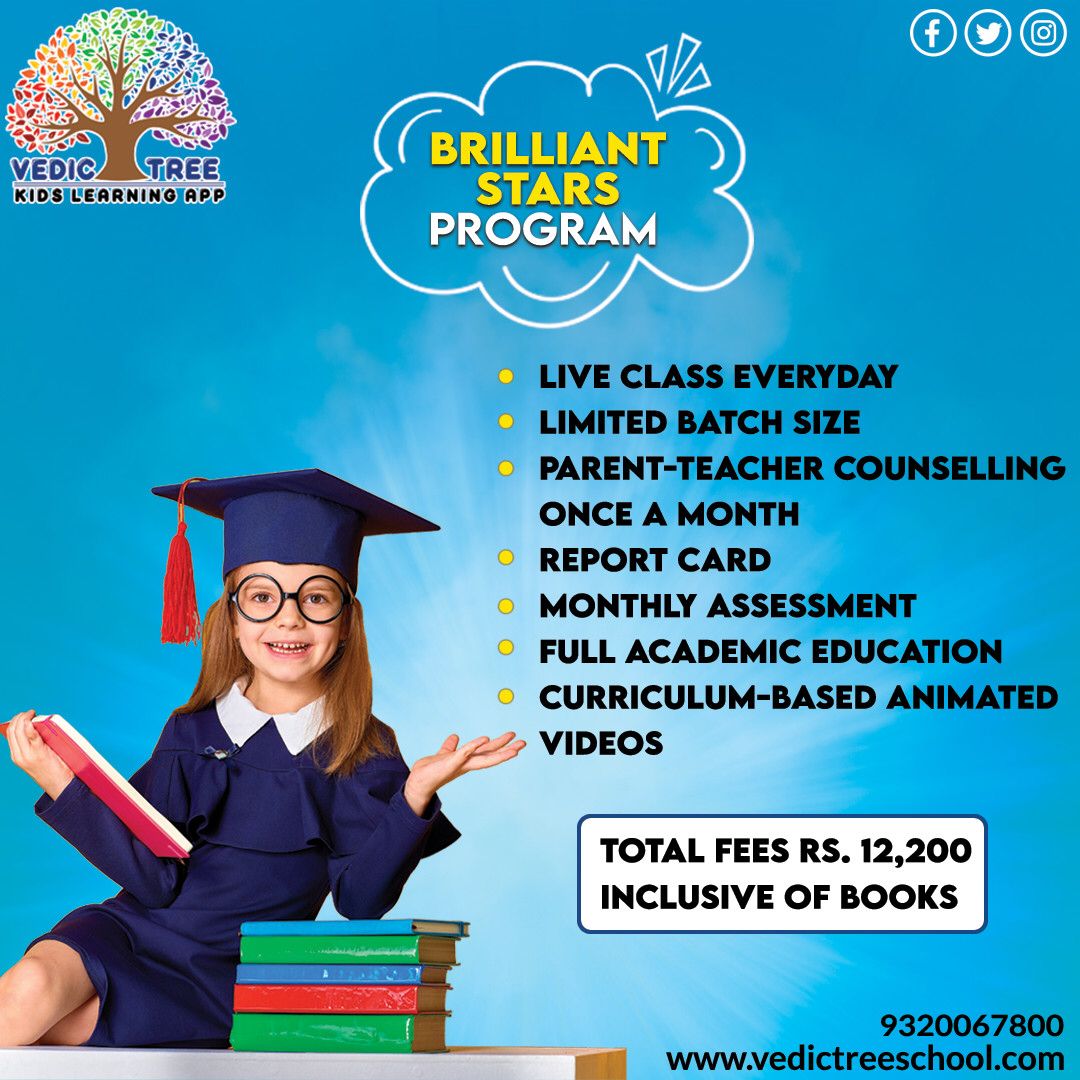 VEDIC TREE
KIDS LEARNING APP
BRILLIANT
STARS
PROGRAM
LIVE CLASS EVERYDAY
LIMITED BATCH SIZE
PARENT-TEACHER COUNSELLING
ONCE A MONTH
REPORT CARD
MONTHLY ASSESSMENT
FULL ACADEMIC EDUCATION
CURRICULUM-BASED ANIMATED
VIDEOS
TOTAL FEES RS. 12,200
INCLUSIVE OF BOOKS
9320067800
www.vedictreeschool.com